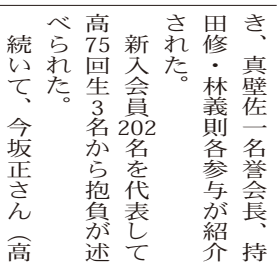 き、真壁佐一名誉会長、持
田修・林義則各参与が紹介
された。
新入会員202名を代表して
高75回生3名から抱負が述
べられた。
続いて、今坂正さん（高